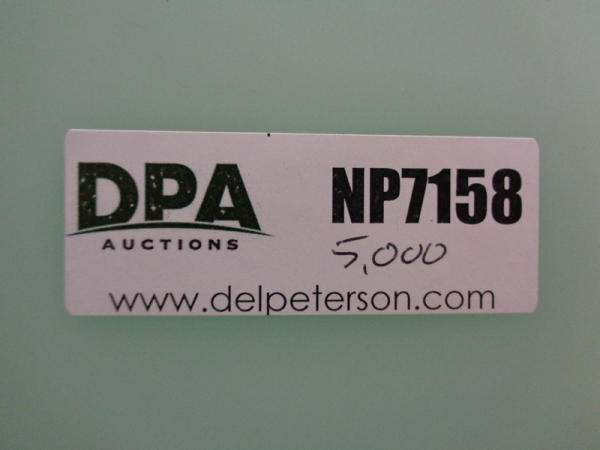 DPA
AUCTIONS
NP7158
5,000
www.delpeterson.com